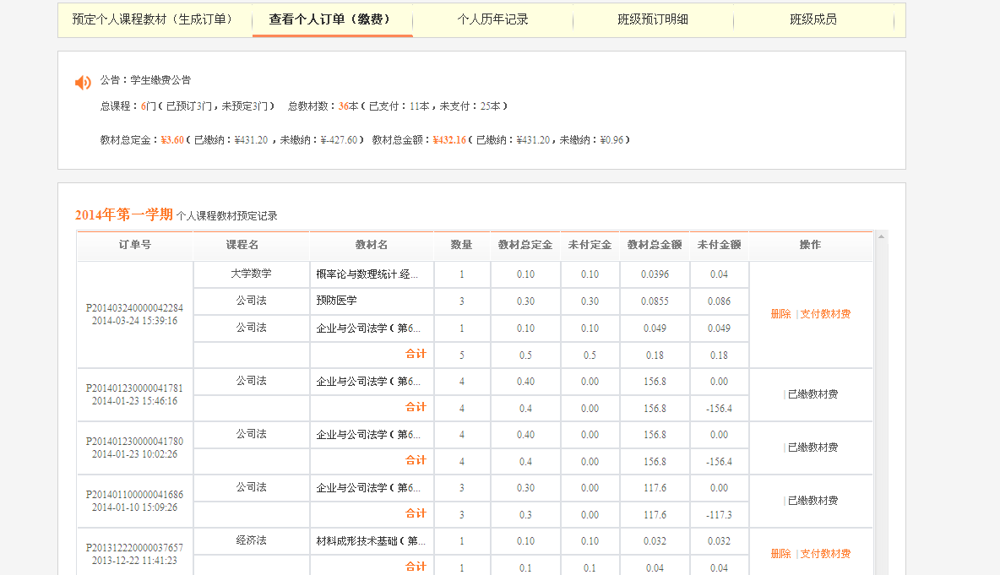 预定个人课程教材（生成订单） 查看个人订单（缴费） 个人历年记录 班级预订明细 班级成员
公告：学生缴费公告
总课程：6门（已预订3门，未预定3门） 总教材数：36本（已支付：11本，未支付：25本）
教材总定金：¥3.60（已缴纳：¥431.20 ，未缴纳：¥-427.60） 教材总金额：¥432.16（已缴纳：¥431.20，未缴纳：¥0.96）
2014年第一学期 个人课程教材预定记录
订单号 课程名 教材名 数量 教材总定金 未付定金 教材总金额 未付金额 操作
大学数学 概率论与数理统计.经... 1 0.10 0.10 0.0396 0.04
公司法 预防医学 3 0.30 0.30 0.0855 0.086
P201403240000042284
2014-03-24 15:39:16
删除 | 支付教材费
公司法 企业与公司法学（第6... 1 0.10 0.10 0.049 0.049
合计 5 0.5 0.5 0.18 0.18
公司法 企业与公司法学（第6... 4 0.40 0.00 156.8 0.00
P201401230000041781
2014-01-23 15:46:16
| 已缴教材费
合计 4 0.4 0.00 156.8 -156.4
公司法 企业与公司法学（第6... 4 0.40 0.00 156.8 0.00
P201401230000041780
2014-01-23 10:02:26
| 已缴教材费
合计 4 0.4 0.00 156.8 -156.4
公司法 企业与公司法学（第6... 3 0.30 0.00 117.6 0.00
P201401100000041686
2014-01-10 15:09:26
| 已缴教材费
合计 3 0.3 0.00 117.6 -117.3
经济法 材料成形技术基础（第... 1 0.10 0.10 0.032 0.032
P201312220000037657
2013-12-22 11:41:23
删除 | 支付教材费
合计 1 0.1 0.1 0.04 0.04